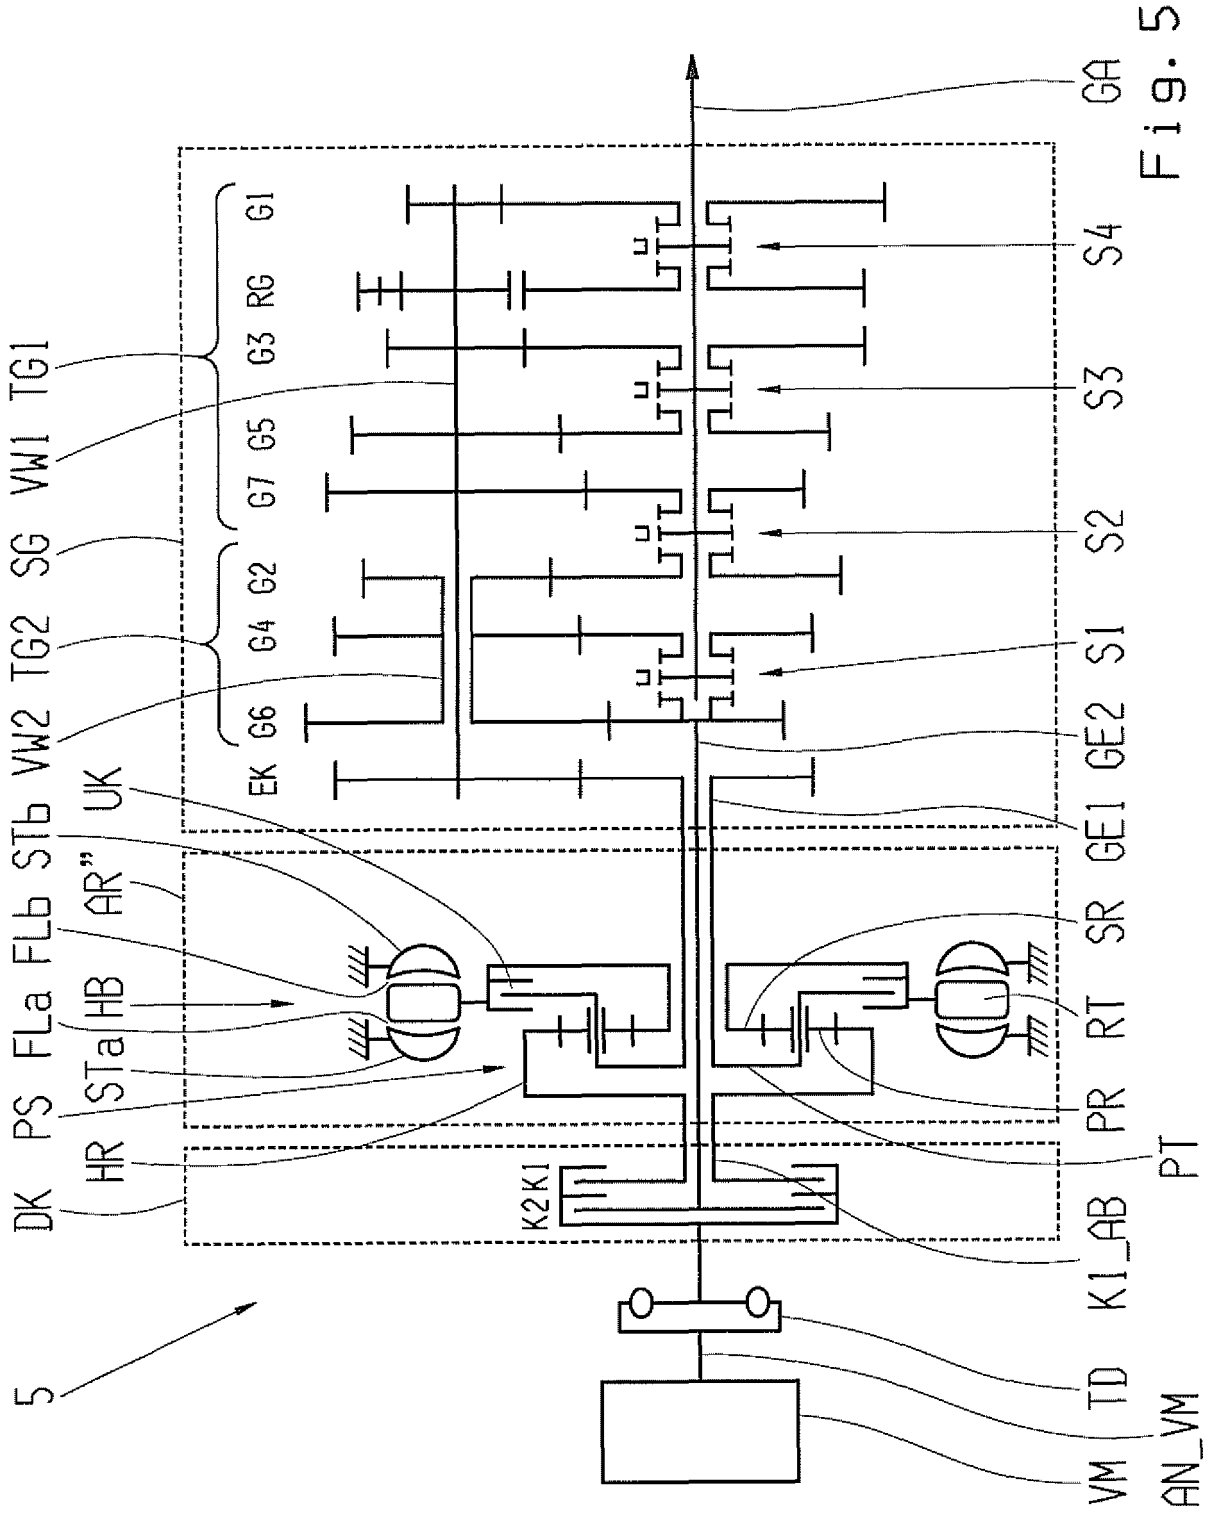 5 DK PS FLa FLb STb VW2 TG2 SG VW1 TG1
HR STa HB AR” UK
EK G6 G4 G2 G7 G5 G3 RG G1
K2 K1
VM TD K1_AB PR RT SR GE1 GE2 S1 S2 S3 S4 GA
AN_VM PT
Fig. 5